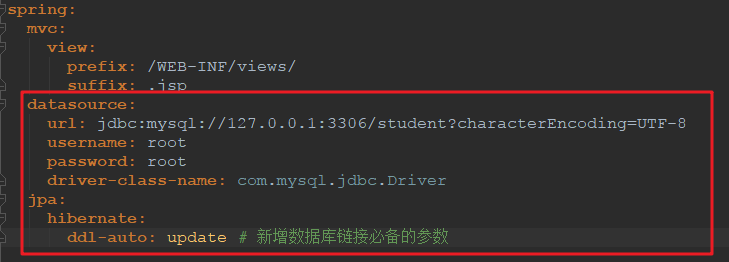 spring:
mvc:
view:
prefix: /WEB-INF/views/
suffix: .jsp
datasource:
url: jdbc:mysql://127.0.0.1:3306/student?characterEncoding=UTF-8
username: root
password: root
driver-class-name: com.mysql.jdbc.Driver
jpa:
hibernate:
ddl-auto: update # 新增数据库链接必备的参数